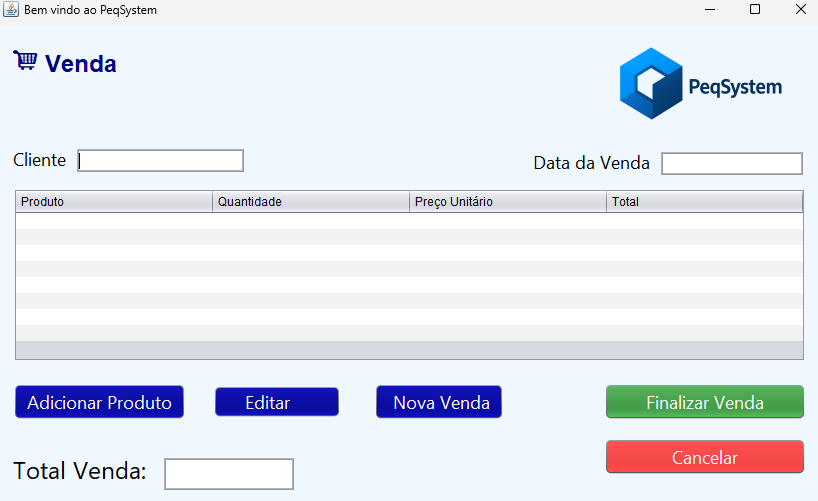 Bem vindo ao PeqSystem
Venda
PeqSystem
Cliente
Data da Venda
Produto Quantidade Preço Unitário Total
Adicionar Produto Editar Nova Venda Finalizar Venda
Cancelar
Total Venda: